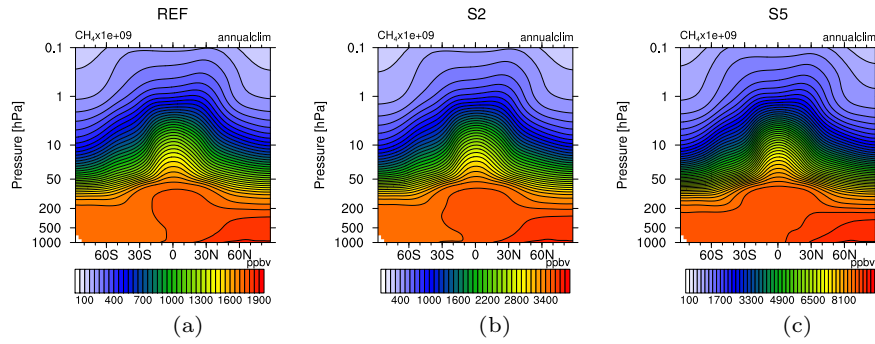 REF
CH₄x1e+09 annualclim
Pressure [hPa]
0.1
1
10
50
200
500
1000
60S 30S 0 30N 60N
ppbv
100 400 700 1000 1300 1600 1900
(a)
S2
CH₄x1e+09 annualclim
Pressure [hPa]
0.1
1
10
50
200
500
1000
60S 30S 0 30N 60N
ppbv
400 1000 1600 2200 2800 3400
(b)
S5
CH₄x1e+09 annualclim
Pressure [hPa]
0.1
1
10
50
200
500
1000
60S 30S 0 30N 60N
ppbv
100 1700 3300 4900 6500 8100
(c)